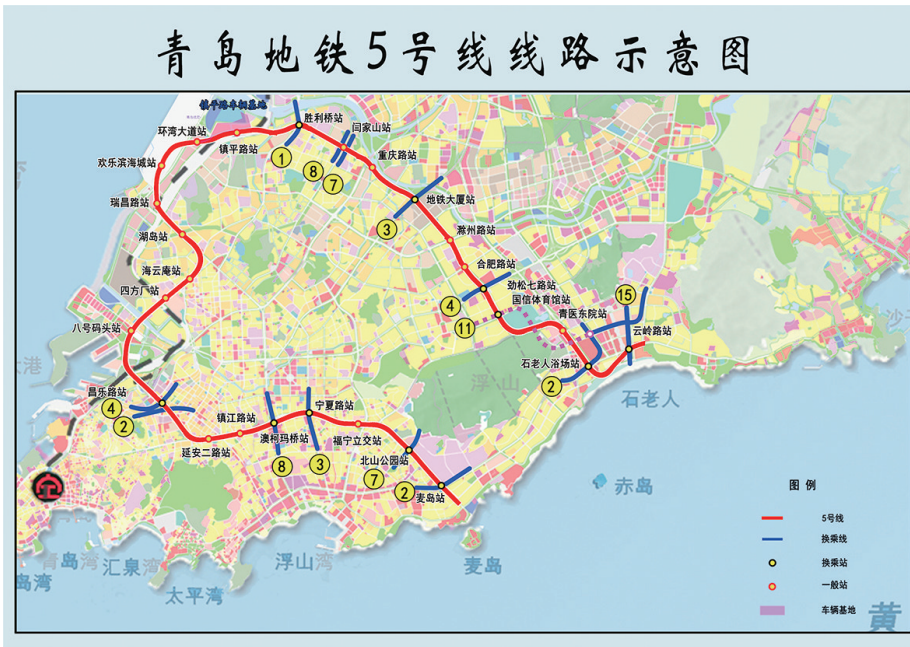 青岛地铁5号线线路示意图
镇平路车辆基地
胜利桥站
闫家山站
环湾大道站
镇平路站
重庆路站
1
8
7
欢乐滨海城站
地铁大厦站
瑞昌路站
3
滁州路站
湖岛站
合肥路站
海云庵站
四方厂站
劲松七路站
国信体育馆站
15
4
11
青医东院站
八号码头站
云岭路站
石老人浴场站
浮山
2
石老人
昌乐路站
4
2
镇江路站
宁夏路站
澳柯玛桥站
福宁立交站
延安二路站
北山公园站
8
3
7
2
麦岛站
赤岛
图例
5号线
换乘线
换乘站
一般站
车辆基地
青岛湾
岛湾
汇泉湾
浮山湾
太平湾
麦岛
黄